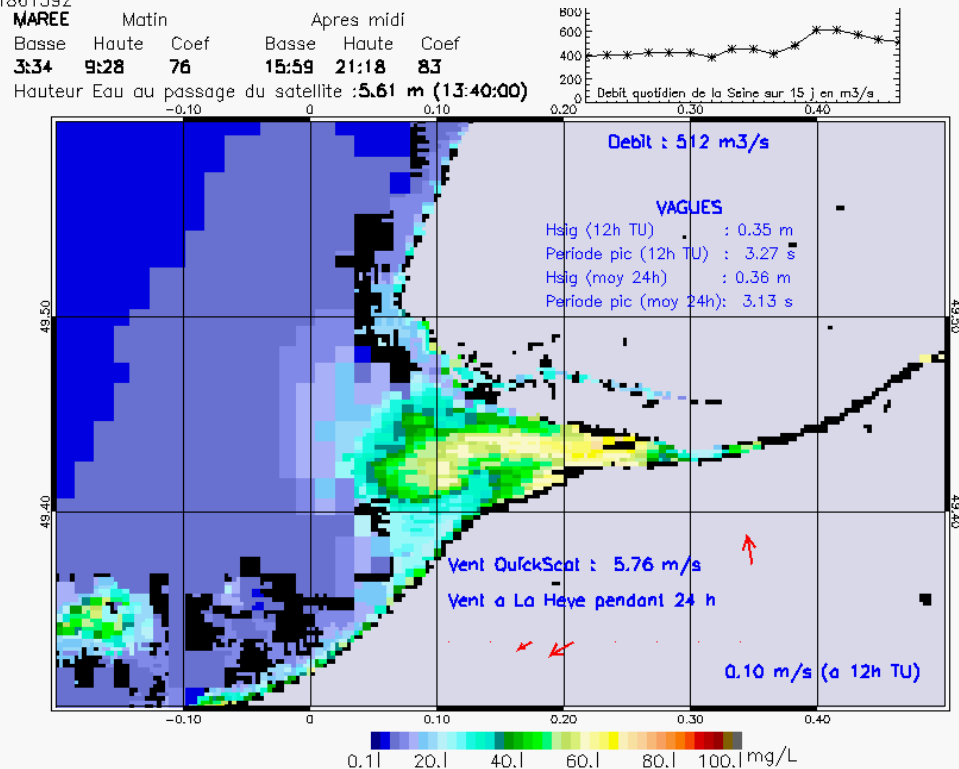 MAREE Matin Apres midi
Basse Haute Coef Basse Haute Coef
3:34 9:28 76 15:59 21:18 83
Hauteur Eau au passage du satellite :5.61 m (13:40:00)
800
600
400
200
0
Debit quotidien de la Seine sur 15 j en m3/s
-0.10 0 0.10 0.20 0.30 0.40
Debit : 512 m3/s
VAGUES
Hsig (12h TU) : 0.35 m
Periode pic (12h TU) : 3.27 s
Hsig (moy 24h) : 0.36 m
Periode pic (moy 24h): 3.13 s
49.50 49.50
49.40 49.40
Vent QuickScat : 5.76 m/s
Vent a La Heve pendant 24 h
0.10 m/s (a 12h TU)
-0.10 0 0.10 0.20 0.30 0.40
0.1| 20.| 40.| 60.| 80.| 100.| mg/L